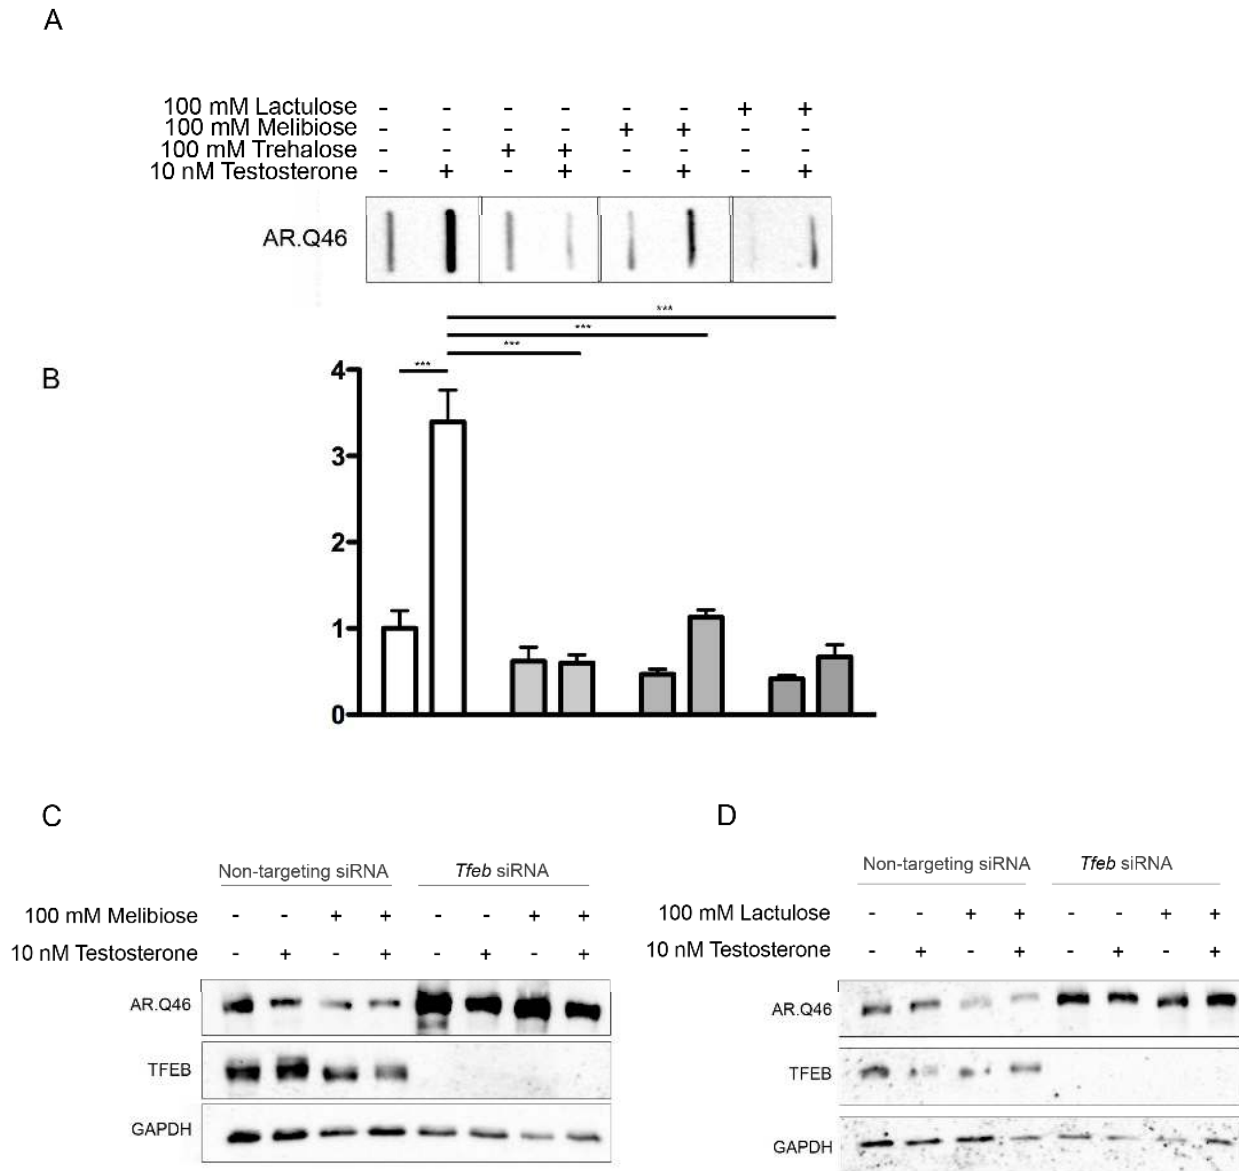 A
100 mM Lactulose - - - - - - + +
100 mM Melibiose - - - - + + - -
100 mM Trehalose - - + + - - - -
10 nM Testosterone - + - + - + - +
AR.Q46
***
***
***
***
B
4
3
2
1
0
C
Non-targeting siRNA Tfeb siRNA
100 mM Melibiose - - + + - - + +
10 nM Testosterone - + - + - + - +
AR.Q46
TFEB
GAPDH
D
Non-targeting siRNA Tfeb siRNA
100 mM Lactulose - - + + - - + +
10 nM Testosterone - + - + - + - +
AR.Q46
TFEB
GAPDH